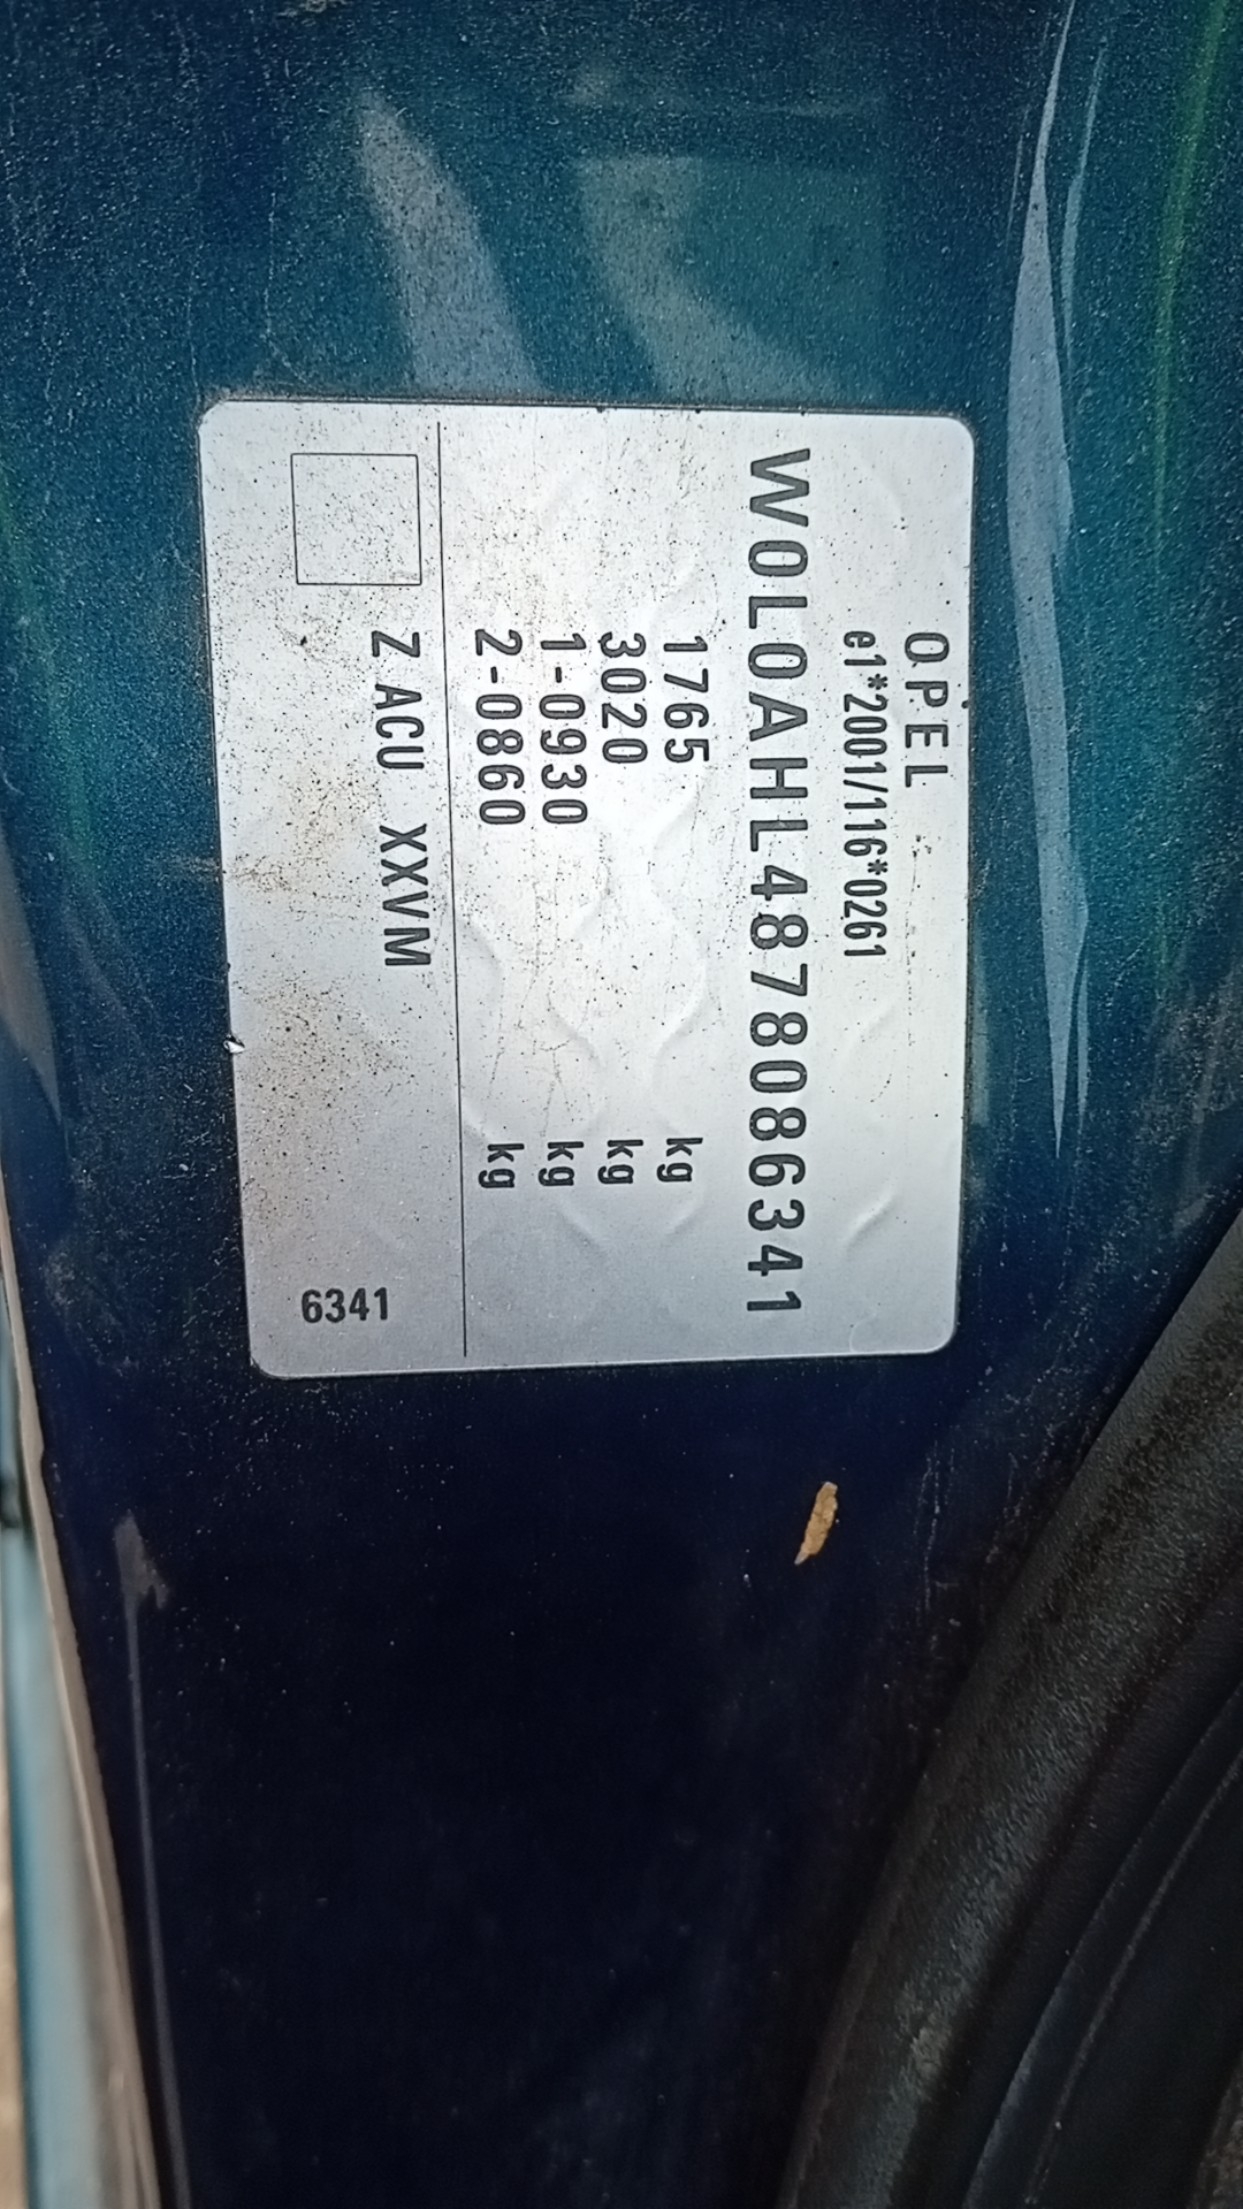 OPEL
e1*2001/116*0261
W0L0AHL4878086341
1765 kg
3020 kg
1-0930 kg
2-0860 kg
Z ACU XXVM
6341